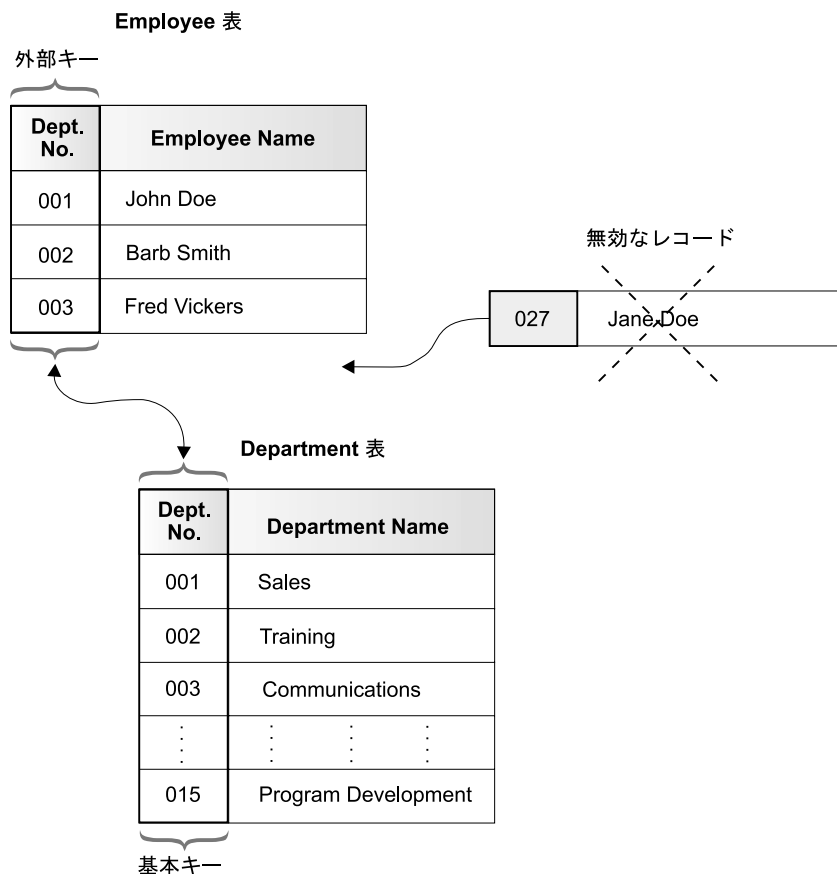 Employee 表
外部キー
Dept. No. Employee Name
001 John Doe
002 Barb Smith
003 Fred Vickers
無効なレコード
027 Jane Doe
Department 表
Dept. No. Department Name
001 Sales
002 Training
003 Communications
015 Program Development
基本キー